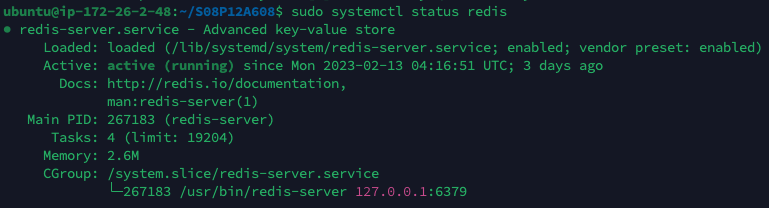 ubuntu@ip-172-26-2-48:~/S08P12A608$ sudo systemctl status redis
● redis-server.service - Advanced key-value store
Loaded: loaded (/lib/systemd/system/redis-server.service; enabled; vendor preset: enabled)
Active: active (running) since Mon 2023-02-13 04:16:51 UTC; 3 days ago
Docs: http://redis.io/documentation,
man:redis-server(1)
Main PID: 267183 (redis-server)
Tasks: 4 (limit: 19204)
Memory: 2.6M
CGroup: /system.slice/redis-server.service
└─267183 /usr/bin/redis-server 127.0.0.1:6379